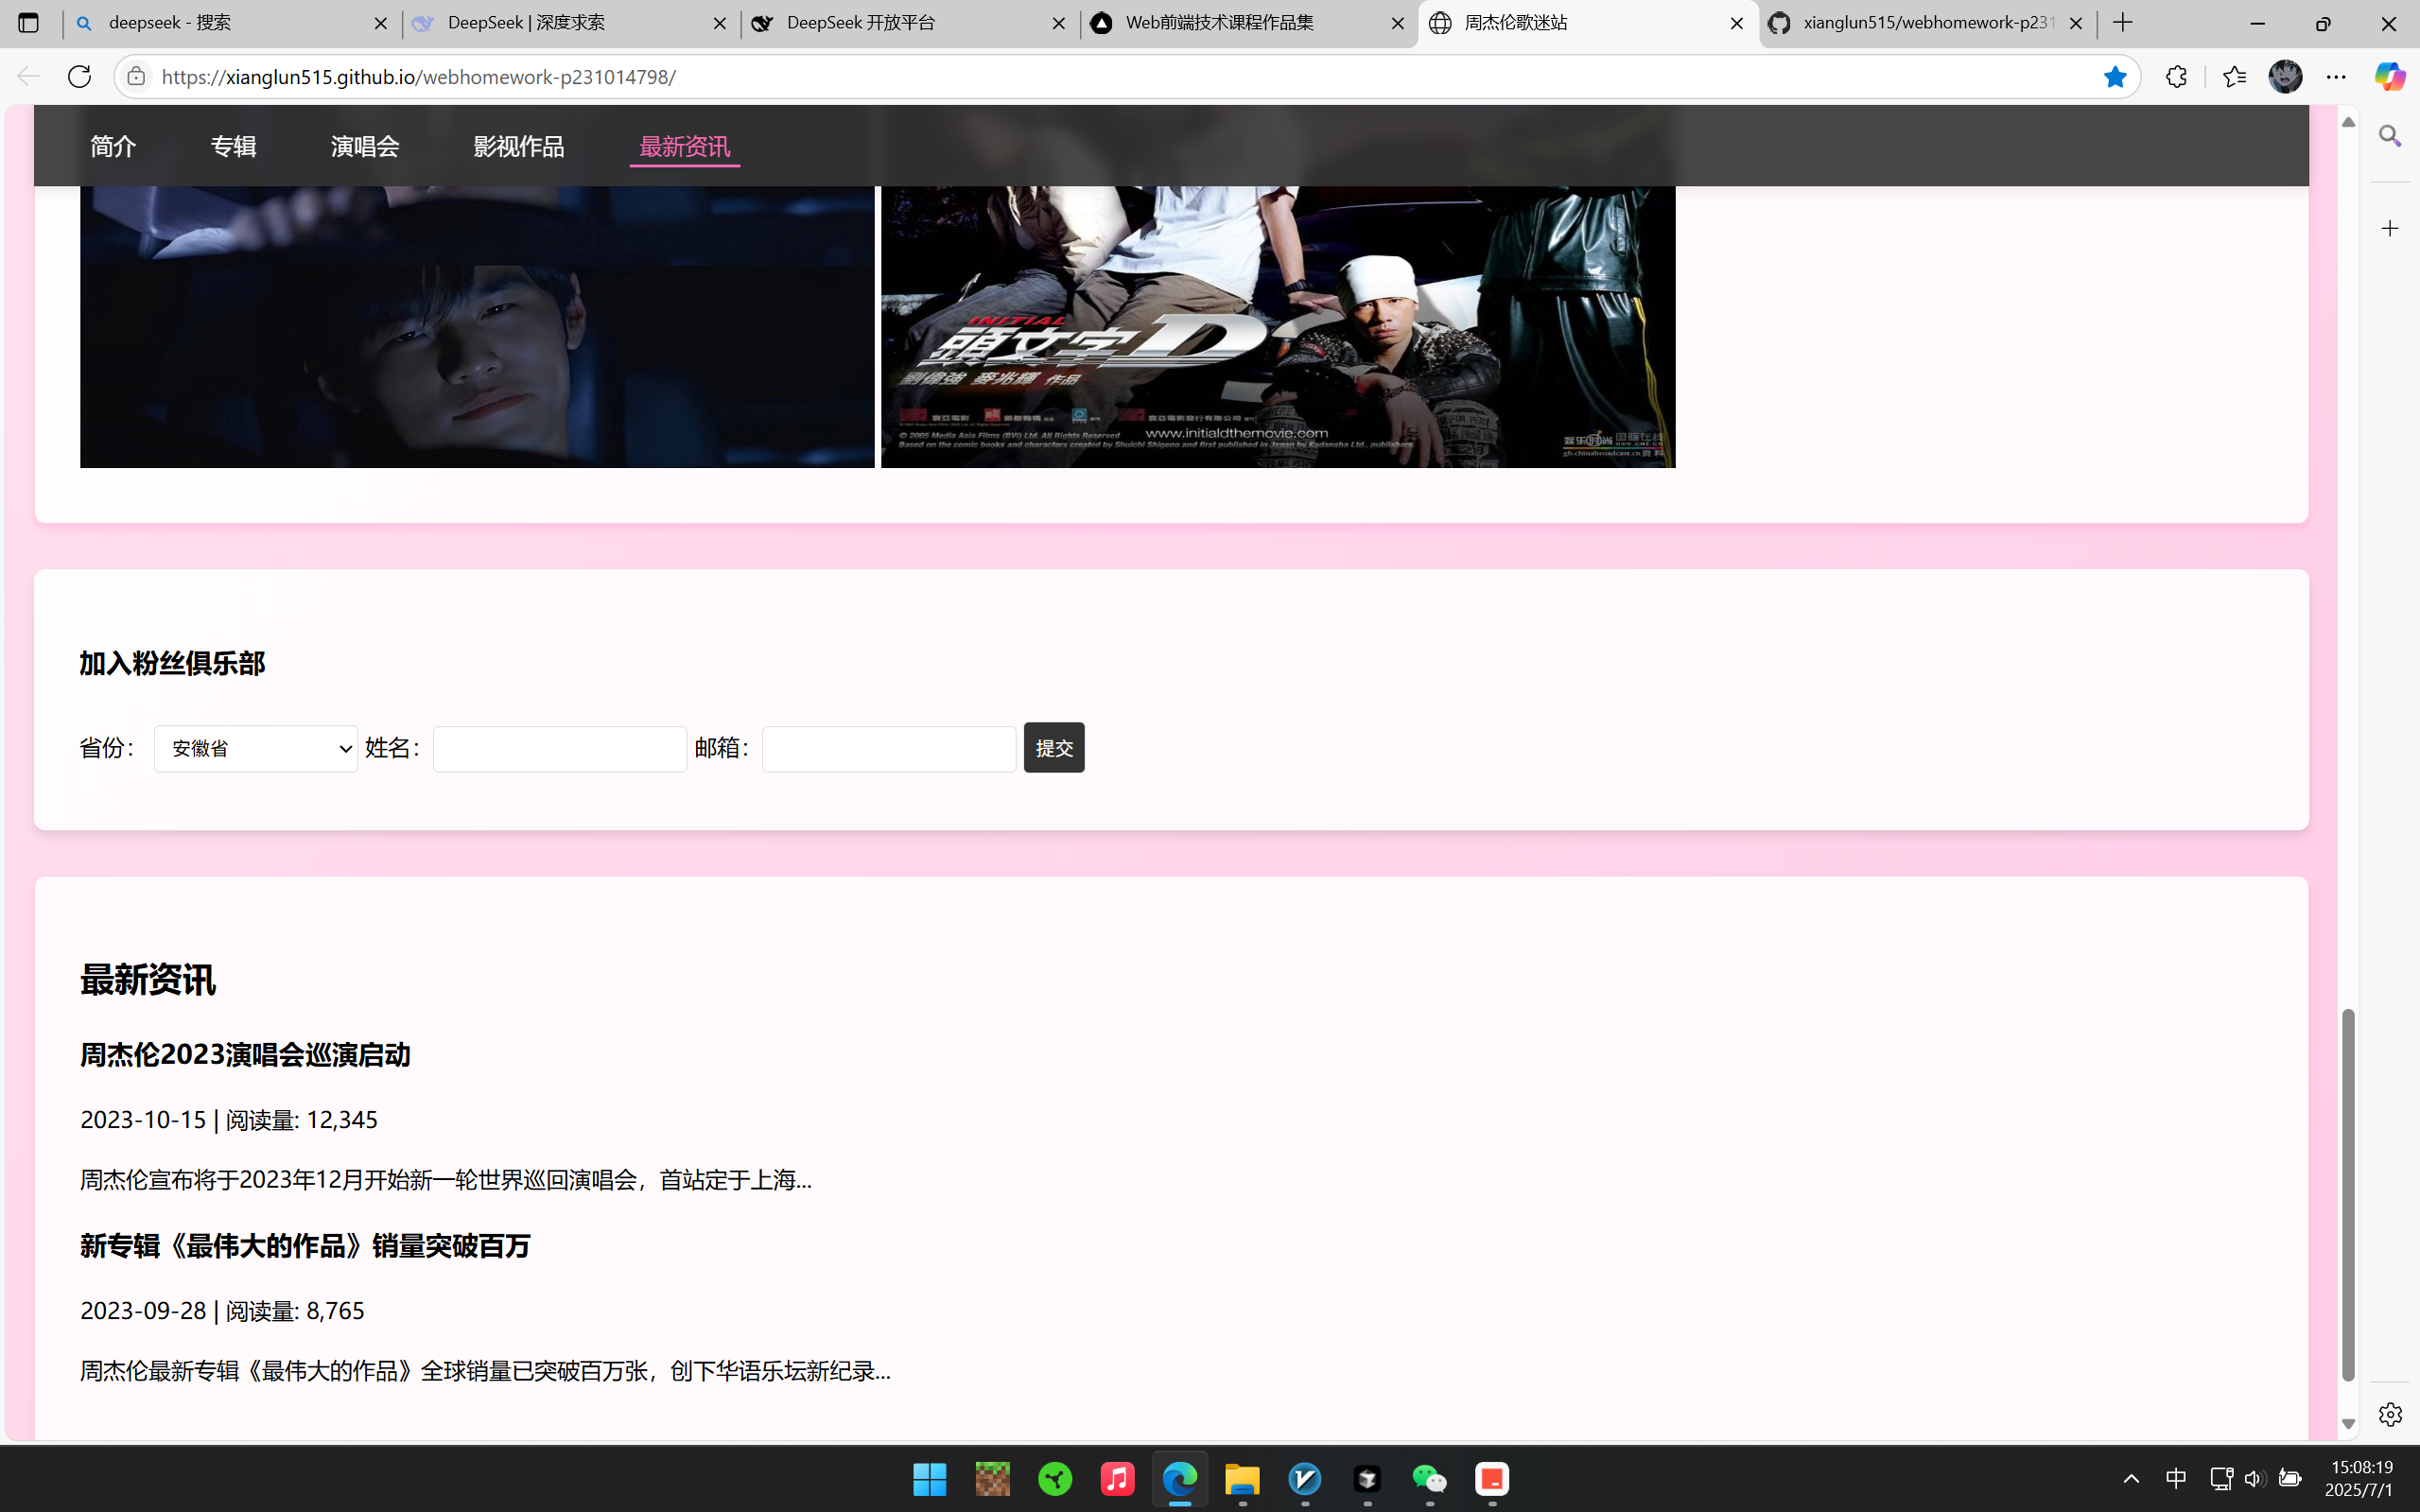 deepseek - 搜索
DeepSeek | 深度求索
DeepSeek 开放平台
Web前端技术课程作品集
周杰伦歌迷站
xianglun515/webhomework-p231
https://xianglun515.github.io/webhomework-p231014798/
简介 专辑 演唱会 影视作品 最新资讯
INITIAL
頭文字D
劉偉強 麥兆輝 作品
© 2005 Media Asia Films (BVI) Ltd. All Rights Reserved
www.initialdthemovie.com
Based on the comic books and characters created by Shuichi Shigeno and first published in Japan by Kodansha Ltd., publishers.
加入粉丝俱乐部
省份： 安徽省 姓名： 邮箱： 提交
最新资讯
周杰伦2023演唱会巡演启动
2023-10-15 | 阅读量: 12,345
周杰伦宣布将于2023年12月开始新一轮世界巡回演唱会，首站定于上海...
新专辑《最伟大的作品》销量突破百万
2023-09-28 | 阅读量: 8,765
周杰伦最新专辑《最伟大的作品》全球销量已突破百万张，创下华语乐坛新纪录...
中
15:08:19
2025/7/1